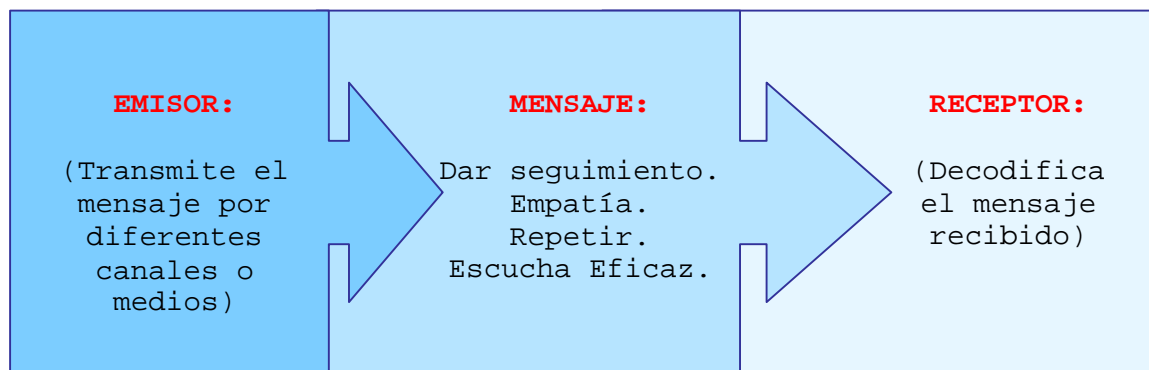 EMISOR:
(Transmite el
mensaje por
diferentes
canales o
medios)
MENSAJE:
Dar seguimiento.
Empatía.
Repetir.
Escucha Eficaz.
RECEPTOR:
(Decodifica
el mensaje
recibido)